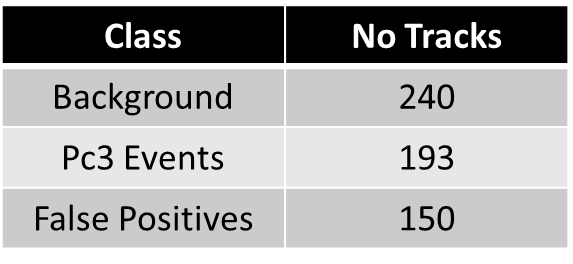 Class No Tracks
Background 240
Pc3 Events 193
False Positives 150